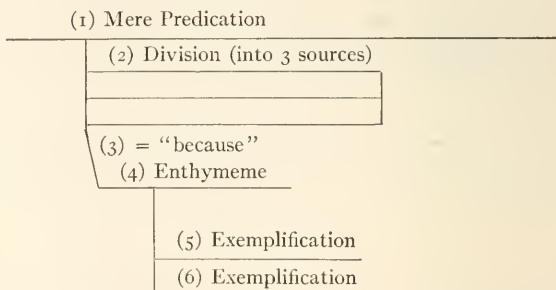 (1) Mere Predication
(2) Division (into 3 sources)
(3) = "because"
(4) Enthymeme
(5) Exemplification
(6) Exemplification